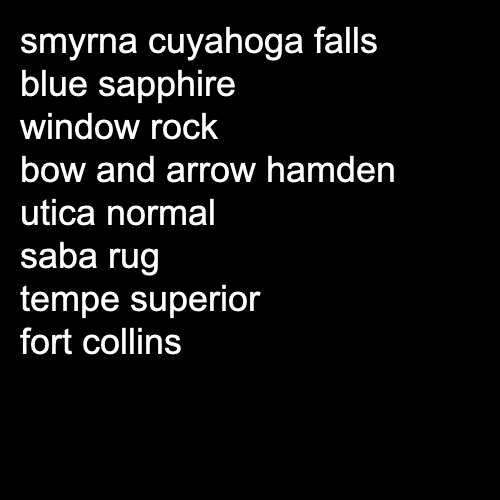 smyrna cuyahoga falls
blue sapphire
window rock
bow and arrow hamden
utica normal
saba rug
tempe superior
fort collins